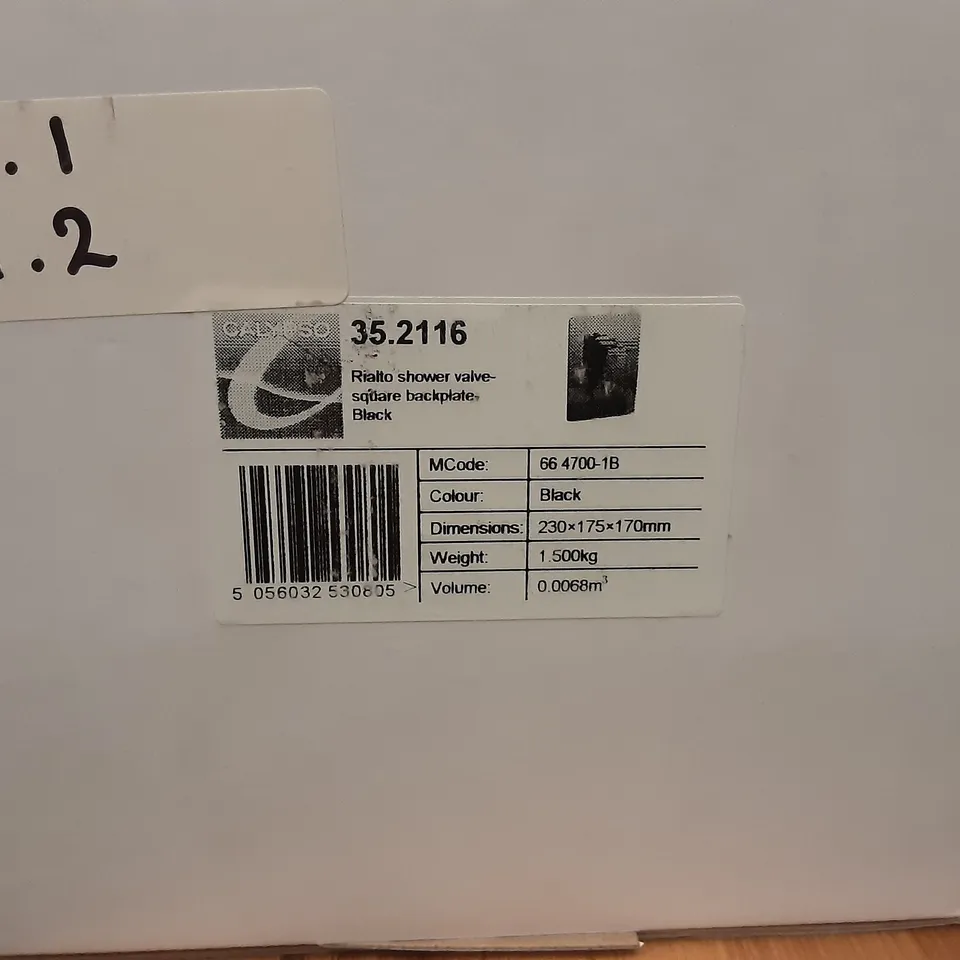 . 1
. 2
CALYPSO
35.2116
Rialto shower valve-
square backplate-
Black
MCode: 66 4700-1B
Colour: Black
Dimensions: 230×175×170mm
Weight: 1.500kg
Volume: 0.0068m³
5 056032 530805 >